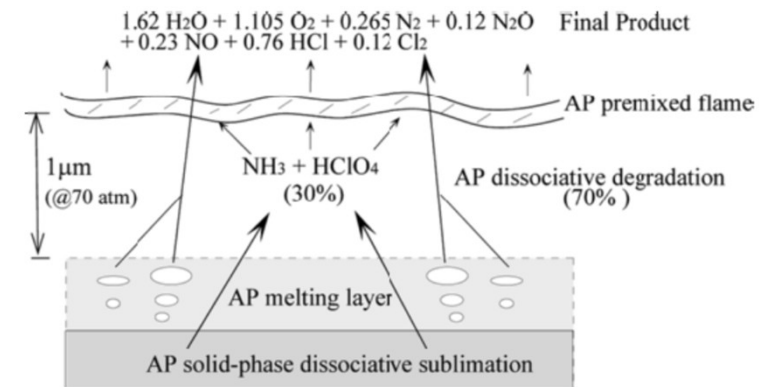 1.62 H2O + 1.105 O2 + 0.265 N2 + 0.12 N2O Final Product
+ 0.23 NO + 0.76 HCl + 0.12 Cl2
AP premixed flame
1μm
(@70 atm)
NH3 + HClO4
(30%)
AP dissociative degradation
(70% )
AP melting layer
AP solid-phase dissociative sublimation